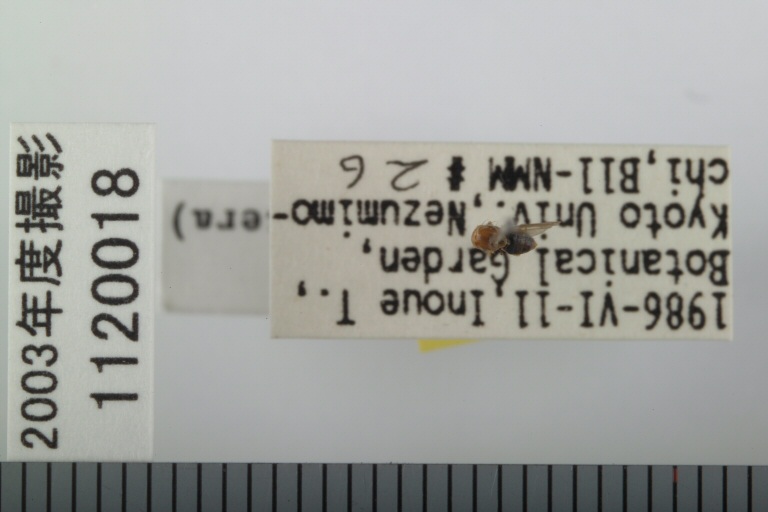 2003年度撮影
1120018
era)
1986-VI-11, Inoue T.,
Botanical Garden,
Kyoto Univ., Nezumimo-
chi, B11-NMM # 26